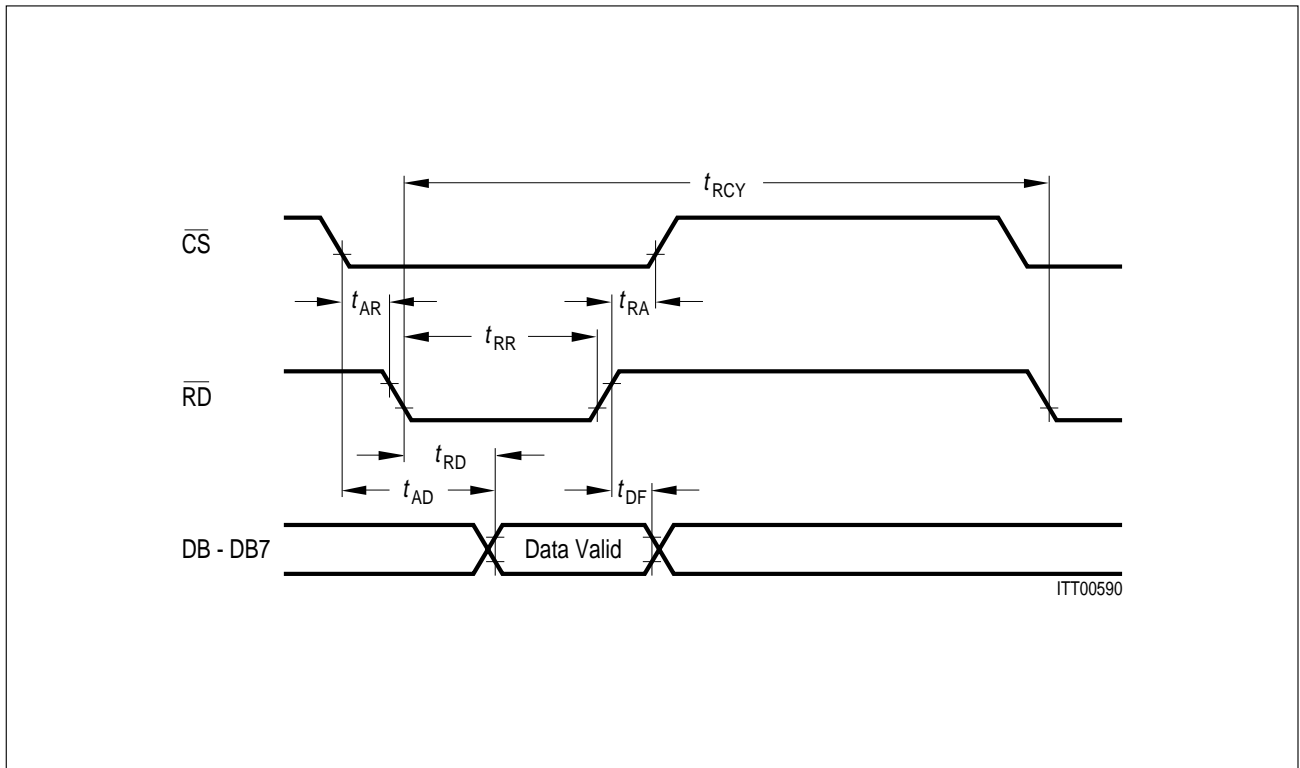 tRCY
CS
tAR
tRA
tRR
RD
tRD
tAD
tDF
DB - DB7
Data Valid
ITT00590